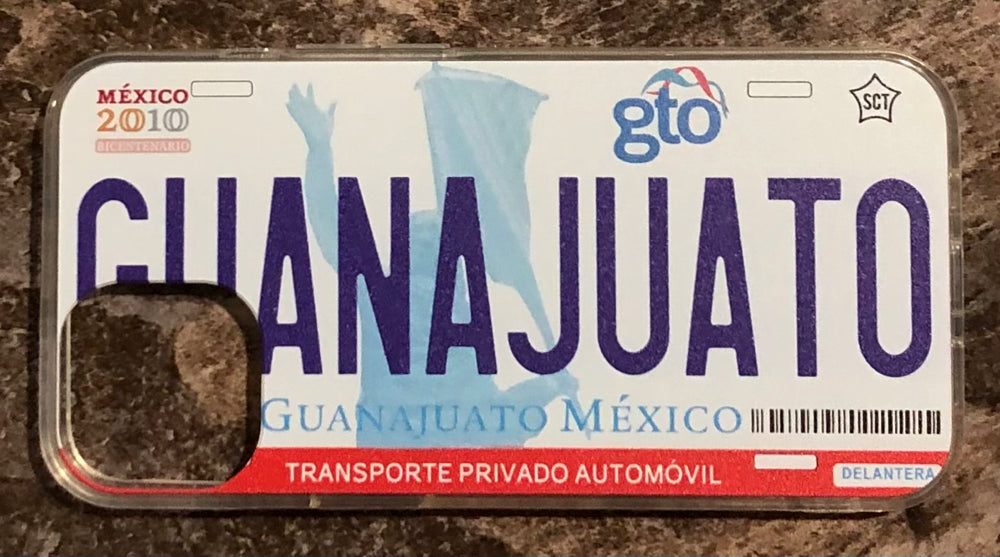 MÉXICO
2010
BICENTENARIO
gto
SCT
GUANAJUATO
GUANAJUATO MÉXICO
TRANSPORTE PRIVADO AUTOMÓVIL
DELANTERA